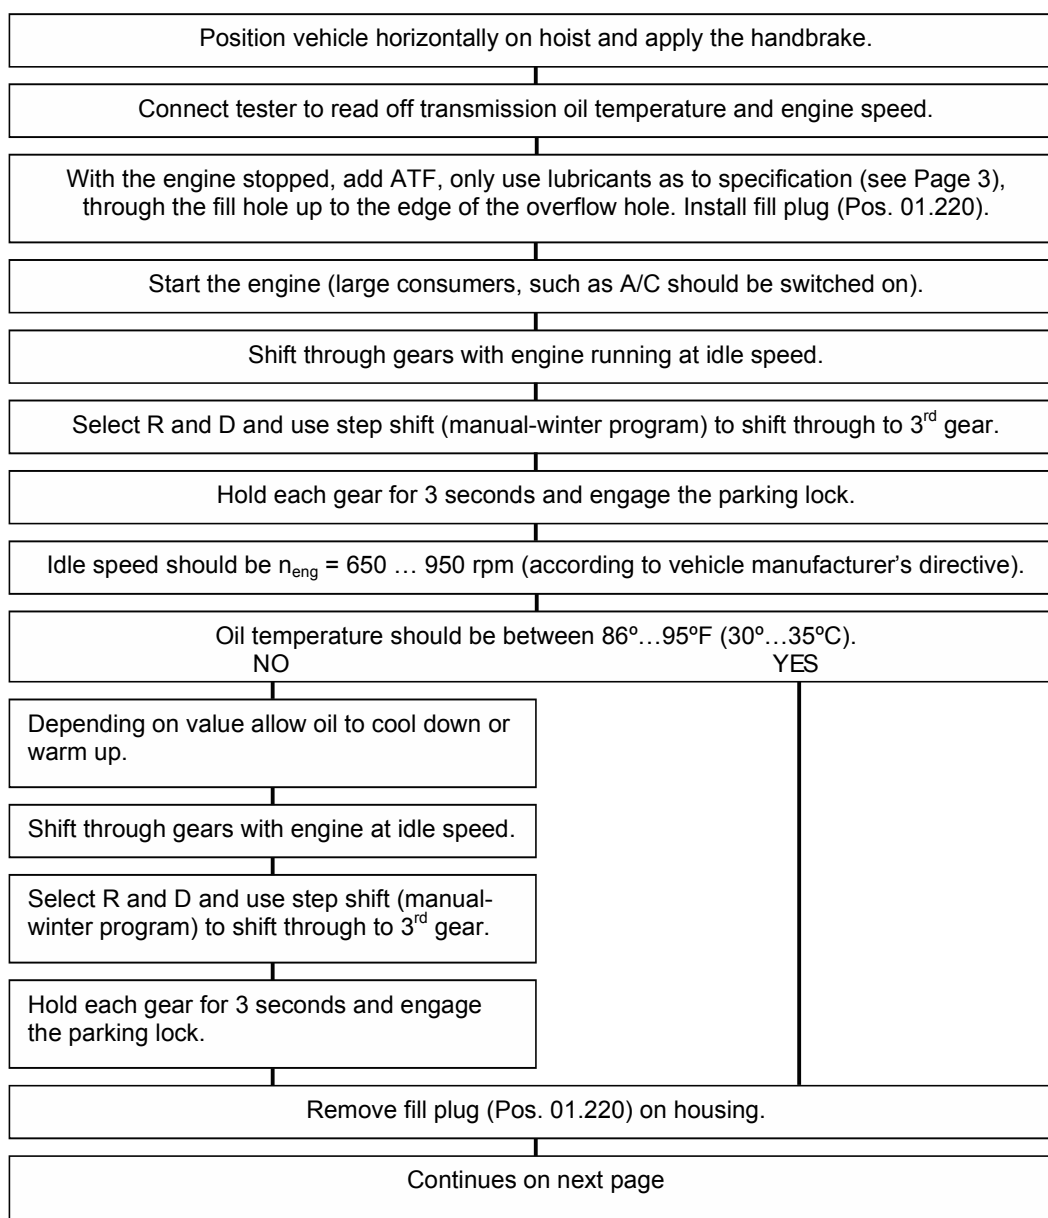 Position vehicle horizontally on hoist and apply the handbrake.
Connect tester to read off transmission oil temperature and engine speed.
With the engine stopped, add ATF, only use lubricants as to specification (see Page 3),
through the fill hole up to the edge of the overflow hole. Install fill plug (Pos. 01.220).
Start the engine (large consumers, such as A/C should be switched on).
Shift through gears with engine running at idle speed.
Select R and D and use step shift (manual-winter program) to shift through to 3rd gear.
Hold each gear for 3 seconds and engage the parking lock.
Idle speed should be neng = 650 … 950 rpm (according to vehicle manufacturer’s directive).
Oil temperature should be between 86º…95ºF (30º…35ºC).
NO YES
Depending on value allow oil to cool down or
warm up.
Shift through gears with engine at idle speed.
Select R and D and use step shift (manual-
winter program) to shift through to 3rd gear.
Hold each gear for 3 seconds and engage
the parking lock.
Remove fill plug (Pos. 01.220) on housing.
Continues on next page